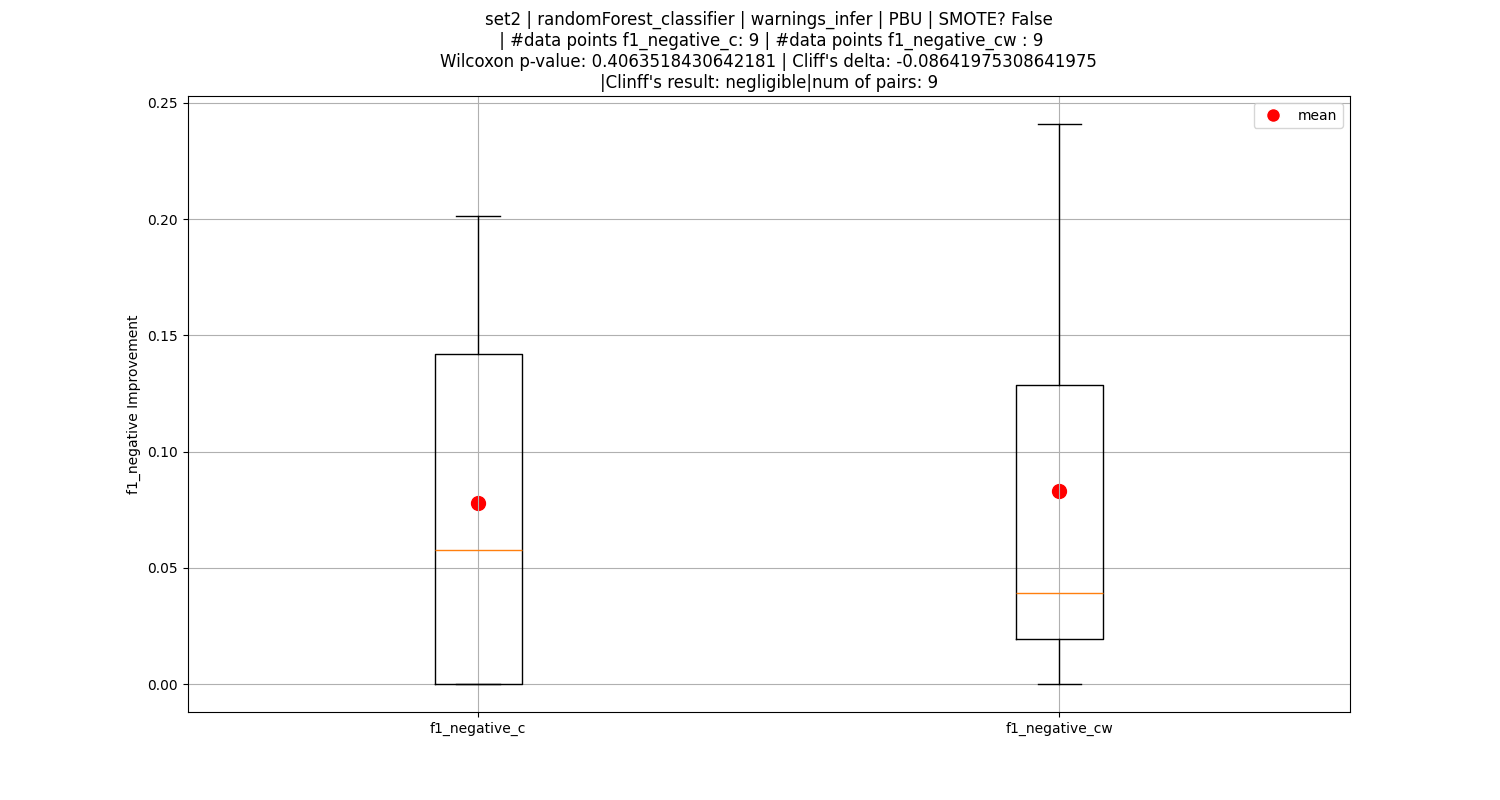 set2 | randomForest_classifier | warnings_infer | PBU | SMOTE? False
| #data points f1_negative_c: 9 | #data points f1_negative_cw : 9
Wilcoxon p-value: 0.4063518430642181 | Cliff's delta: -0.08641975308641975
|Clinff's result: negligible|num of pairs: 9
mean
f1_negative Improvement
0.25
0.20
0.15
0.10
0.05
0.00
f1_negative_c
f1_negative_cw